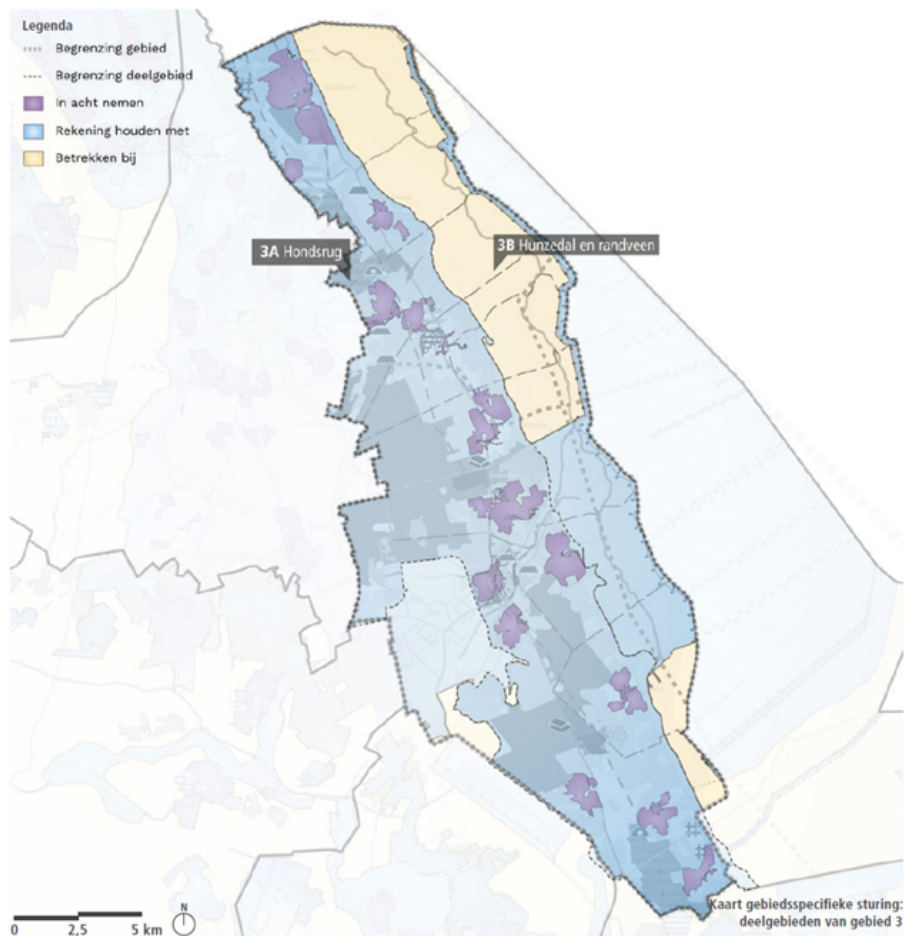 Legenda
Begrenzing gebied
Begrenzing deelgebied
In acht nemen
Rekening houden met
Betrekken bij
3A Hondsrug
3B Hunzedal en randveen
0 2,5 5 km
N
Kaart gebiedsspecifieke sturing:
deelgebieden van gebied 3